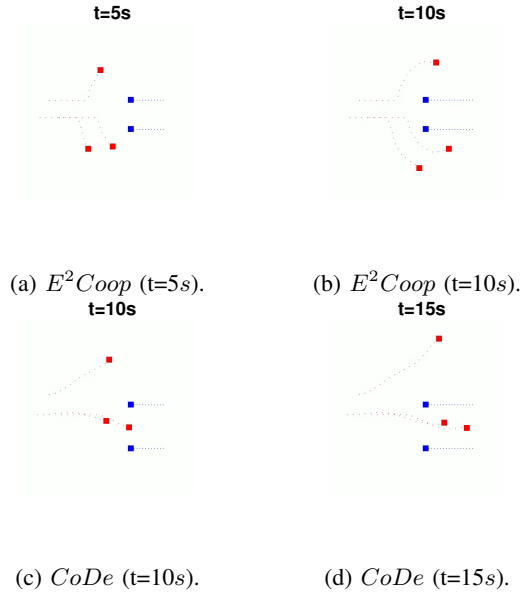 t=5s
t=10s
(a) E²Coop (t=5s).
(b) E²Coop (t=10s).
t=10s
t=15s
(c) CoDe (t=10s).
(d) CoDe (t=15s).